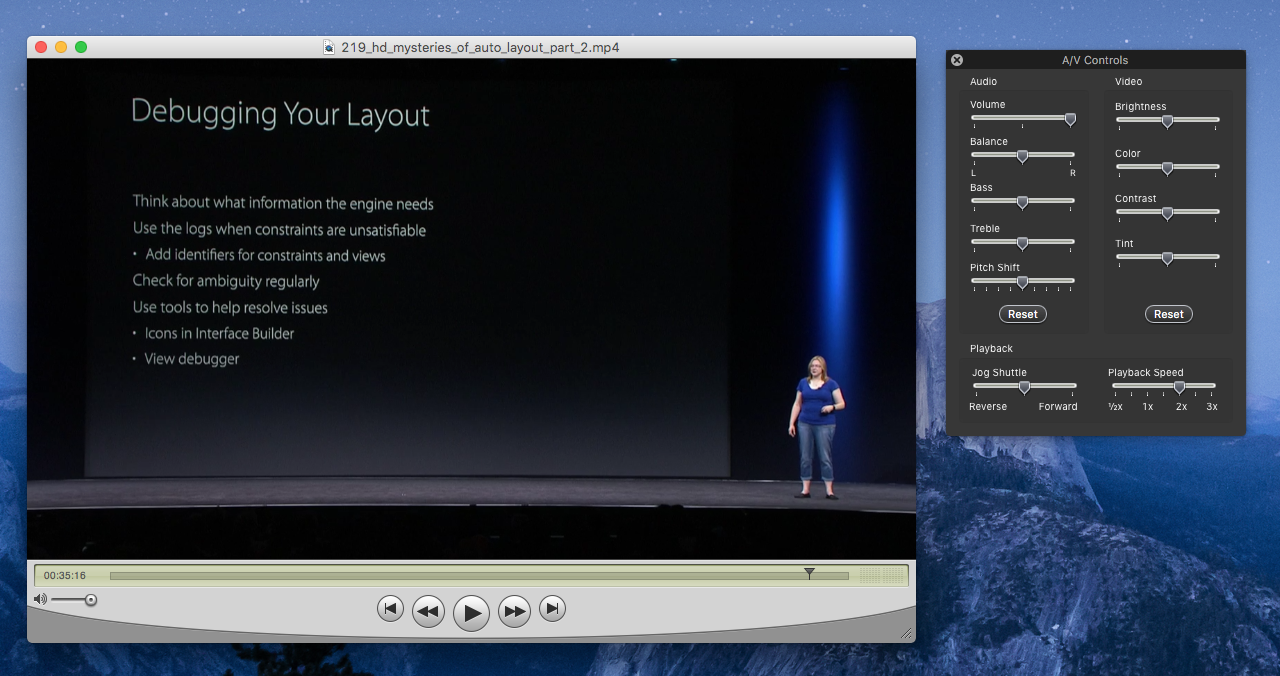 219_hd_mysteries_of_auto_layout_part_2.mp4
Debugging Your Layout
Think about what information the engine needs
Use the logs when constraints are unsatisfiable
• Add identifiers for constraints and views
Check for ambiguity regularly
Use tools to help resolve issues
• Icons in Interface Builder
• View debugger
00:35:16
A/V Controls
Audio
Volume
Balance
L R
Bass
Treble
Pitch Shift
Reset
Video
Brightness
Color
Contrast
Tint
Reset
Playback
Jog Shuttle
Reverse Forward
Playback Speed
½x 1x 2x 3x